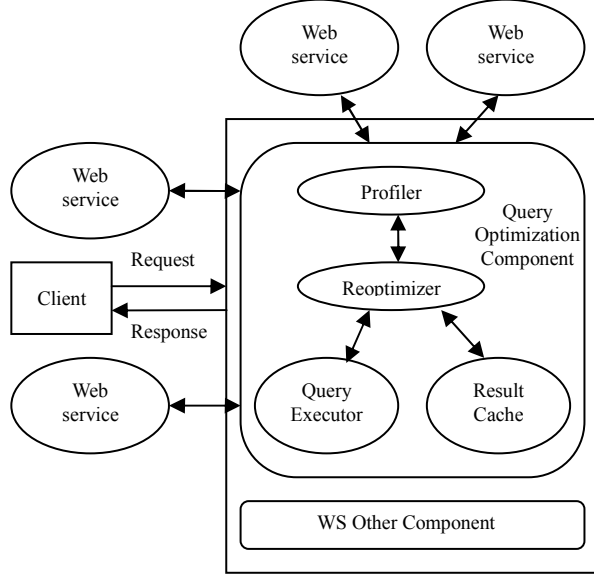 Web
service
Web
service
Web
service
Profiler
Query
Optimization
Component
Request
Client
Reoptimizer
Response
Web
service
Query
Executor
Result
Cache
WS Other Component